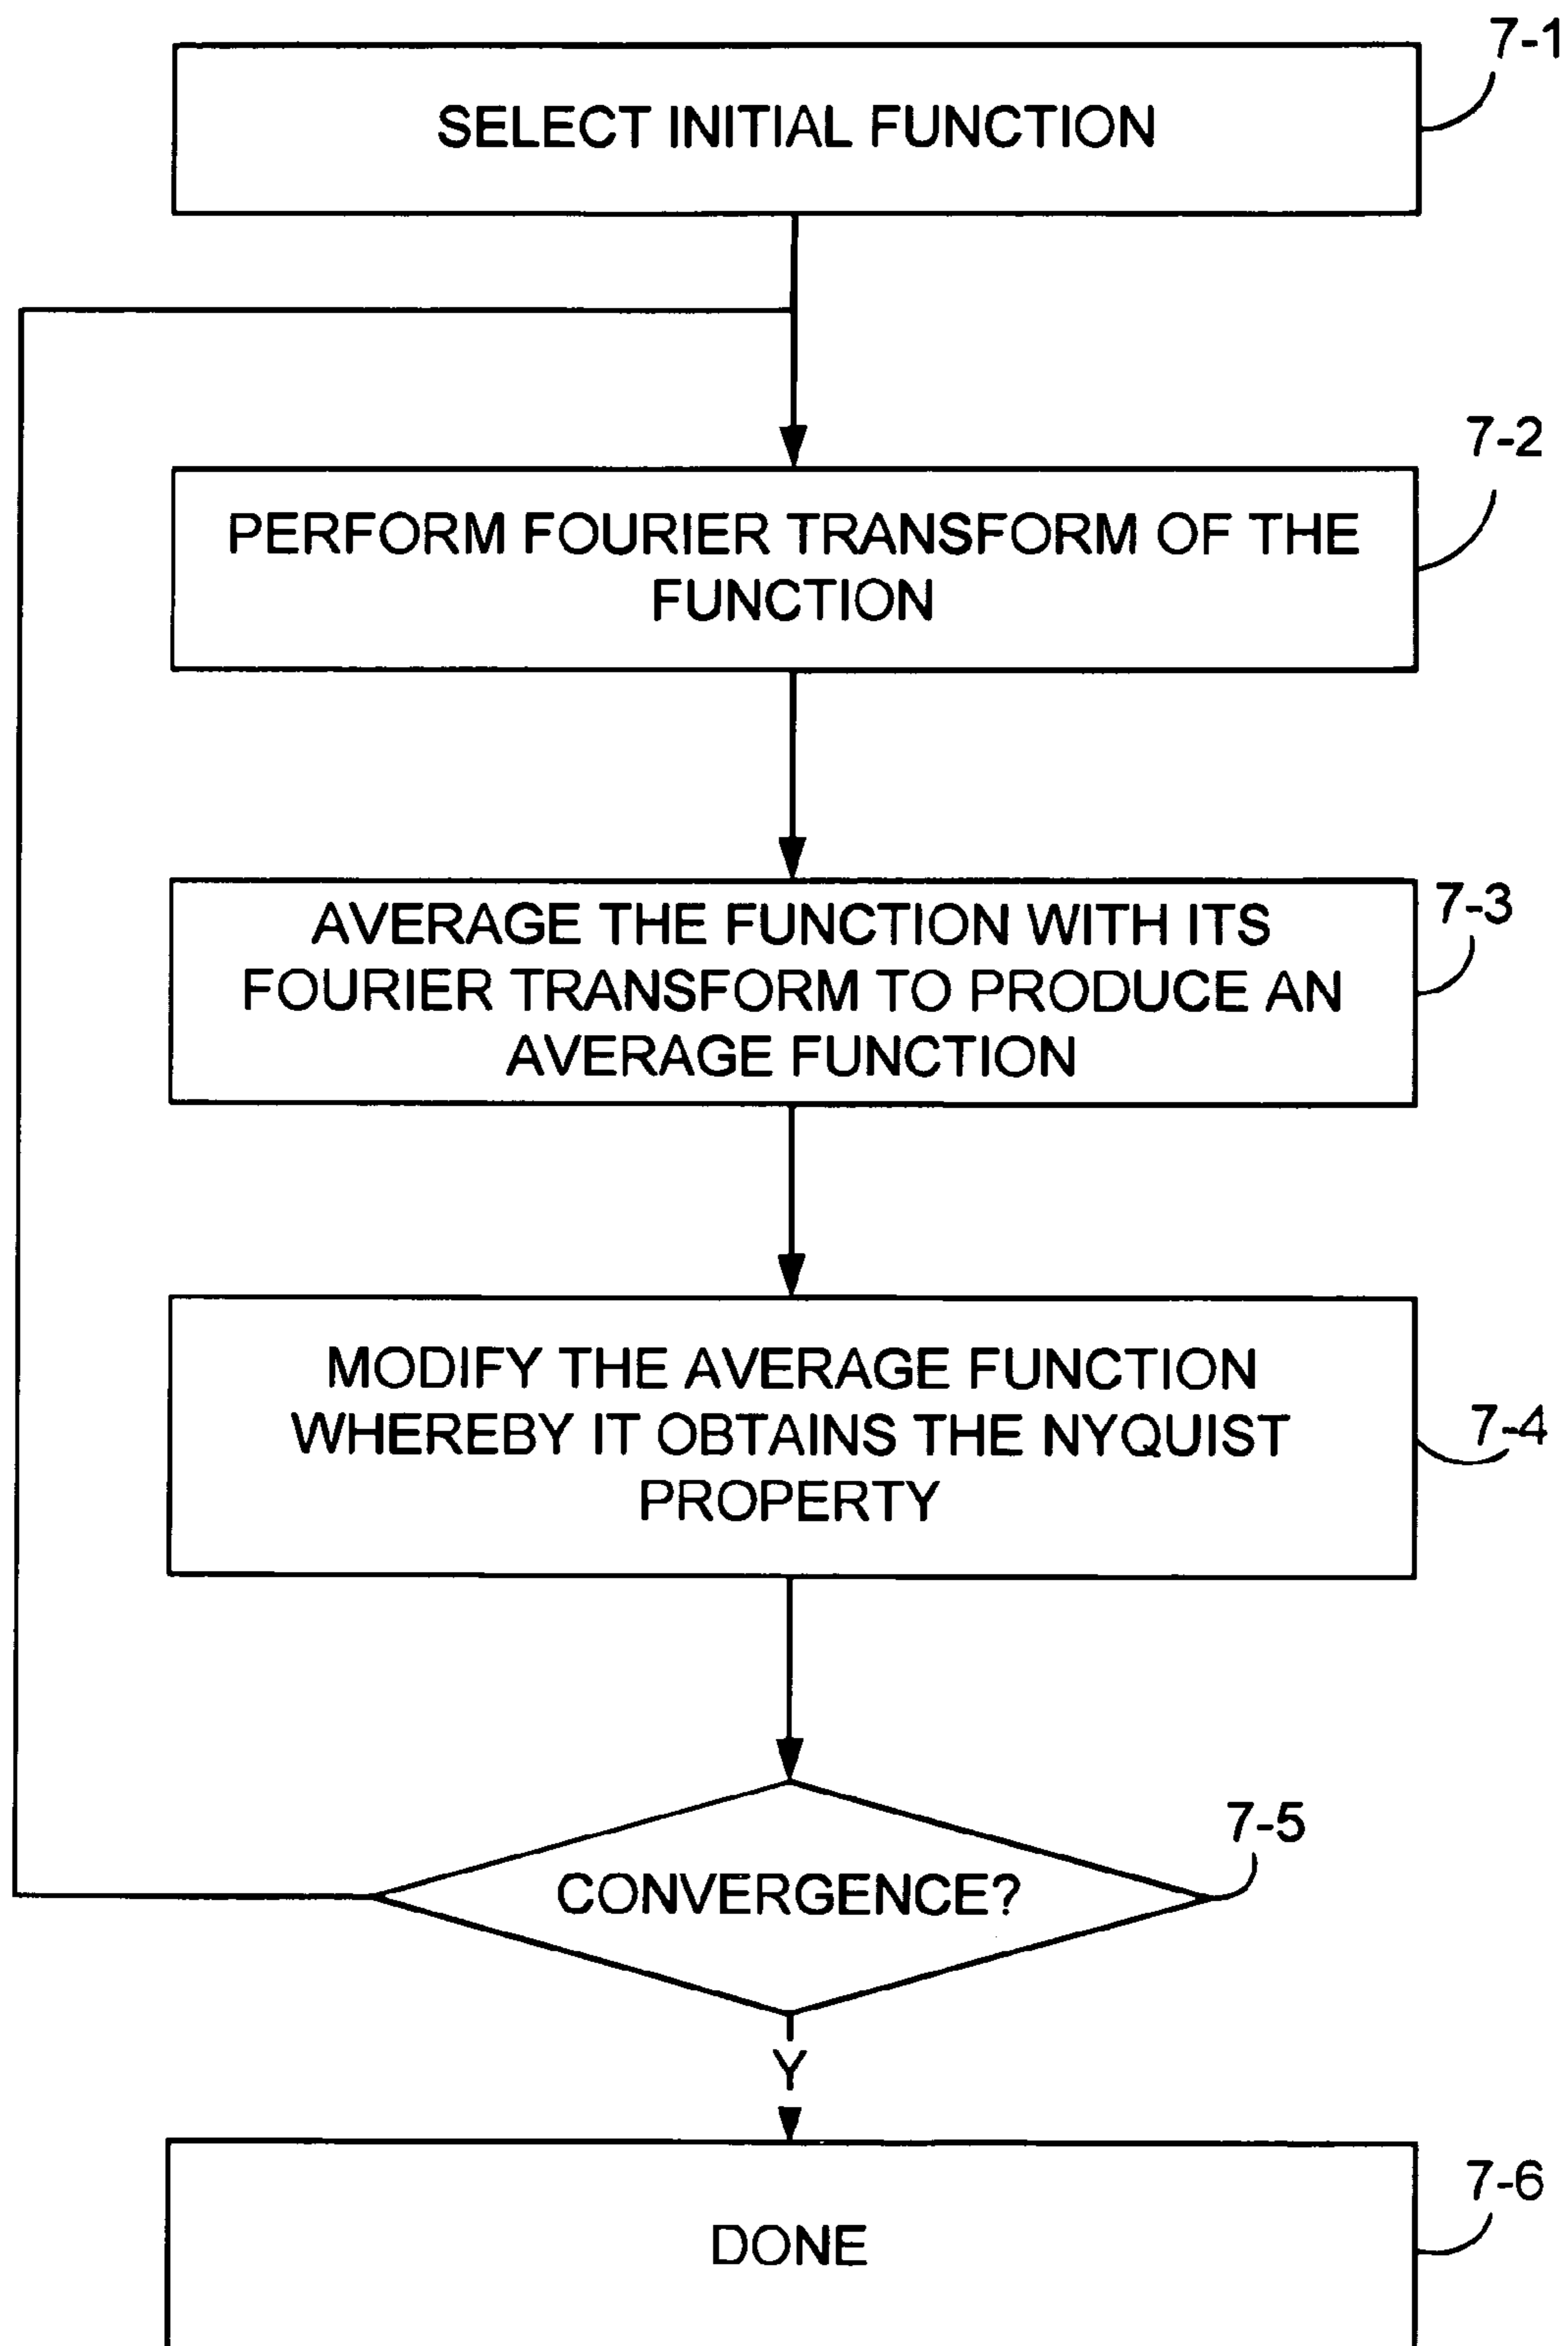 7-1
SELECT INITIAL FUNCTION
7-2
PERFORM FOURIER TRANSFORM OF THE
FUNCTION
7-3
AVERAGE THE FUNCTION WITH ITS
FOURIER TRANSFORM TO PRODUCE AN
AVERAGE FUNCTION
7-4
MODIFY THE AVERAGE FUNCTION
WHEREBY IT OBTAINS THE NYQUIST
PROPERTY
7-5
CONVERGENCE?
Y
7-6
DONE